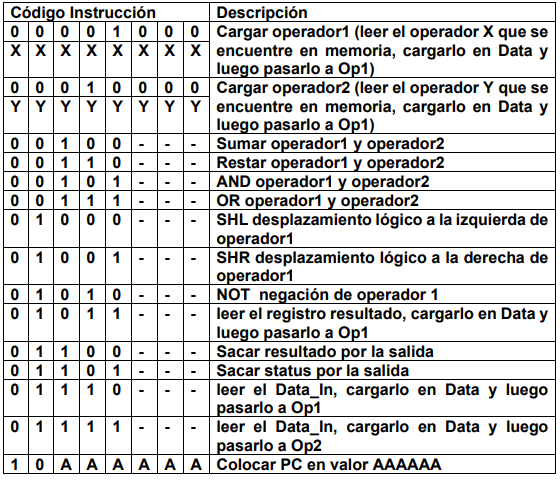 Código Instrucción Descripción
0 0 0 0 1 0 0 0 Cargar operador1 (leer el operador X que se
X X X X X X X X encuentre en memoria, cargarlo en Data y
luego pasarlo a Op1)
0 0 0 1 0 0 0 0 Cargar operador2 (leer el operador Y que se
Y Y Y Y Y Y Y Y encuentre en memoria, cargarlo en Data y
luego pasarlo a Op1)
0 0 1 0 0 - - - Sumar operador1 y operador2
0 0 1 1 0 - - - Restar operador1 y operador2
0 0 1 0 1 - - - AND operador1 y operador2
0 0 1 1 1 - - - OR operador1 y operador2
0 1 0 0 0 - - - SHL desplazamiento lógico a la izquierda de
operador1
0 1 0 0 1 - - - SHR desplazamiento lógico a la derecha de
operador1
0 1 0 1 0 - - - NOT negación de operador 1
0 1 0 1 1 - - - leer el registro resultado, cargarlo en Data y
luego pasarlo a Op1
0 1 1 0 0 - - - Sacar resultado por la salida
0 1 1 0 1 - - - Sacar status por la salida
0 1 1 1 0 - - - leer el Data_In, cargarlo en Data y luego
pasarlo a Op1
0 1 1 1 1 - - - leer el Data_In, cargarlo en Data y luego
pasarlo a Op2
1 0 A A A A A A Colocar PC en valor AAAAAA